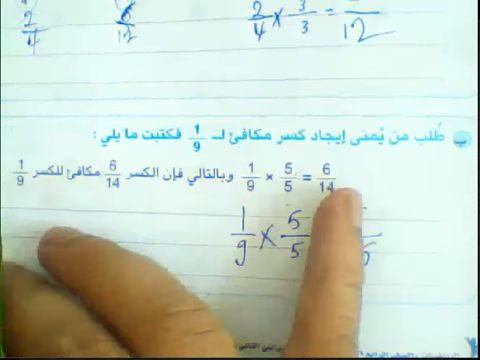 2/4 6/12 2/4 × 3/3 = /12
ب طُلب من يُمنى إيجاد كسر مكافئ لـ 1/9 فكتبت ما يلي :
1/9 × 5/5 = 6/14 وبالتالي فإن الكسر 6/14 مكافئ للكسر 1/9
1/9 × 5/5